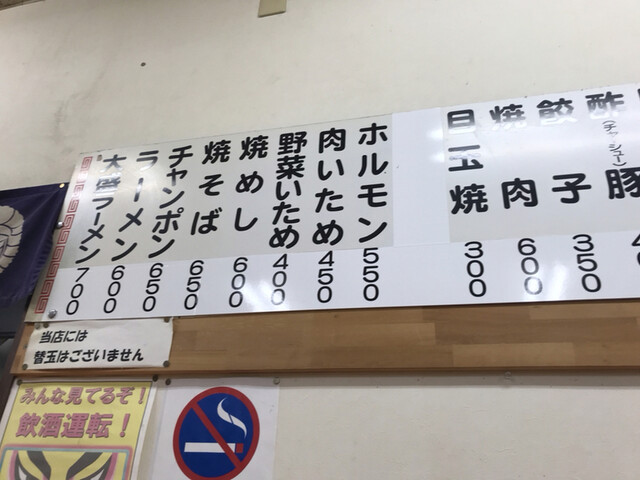 酢豚
(チャーシュー)
餃子
350
焼肉
600
目玉焼
300
ホルモン
550
肉いため
450
野菜いため
400
焼めし
600
焼そば
650
チャンポン
650
ラーメン
600
大盛ラーメン
700
当店には
替玉はございません
みんな見てるぞ!
飲酒運転!